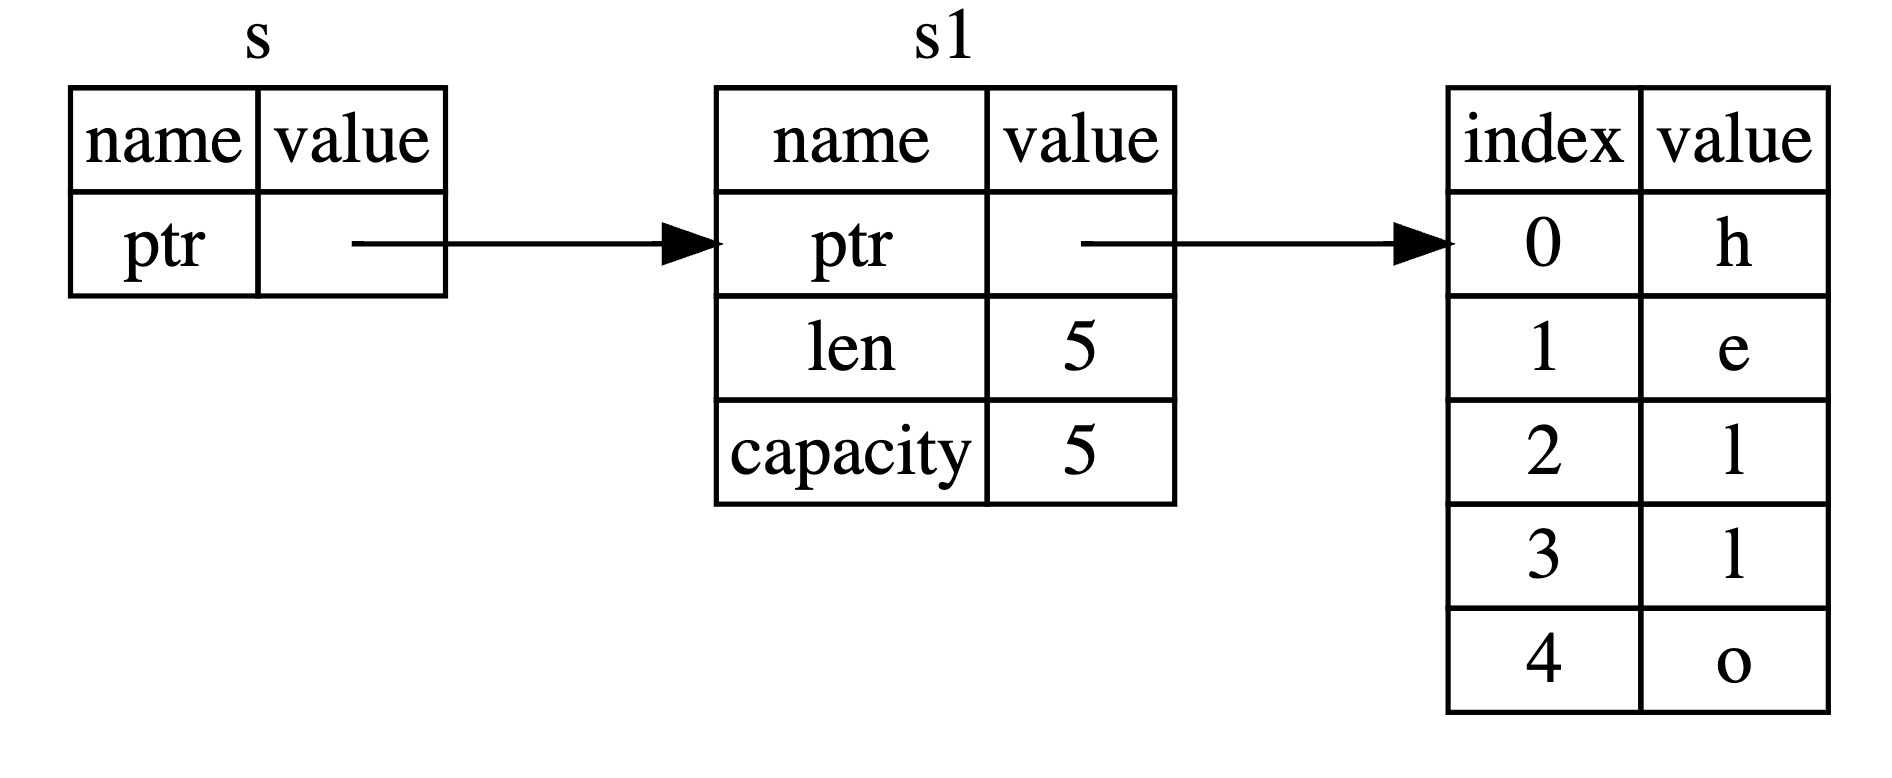 s
name value
ptr
s1
name value
ptr
len 5
capacity 5
index value
0 h
1 e
2 l
3 l
4 o